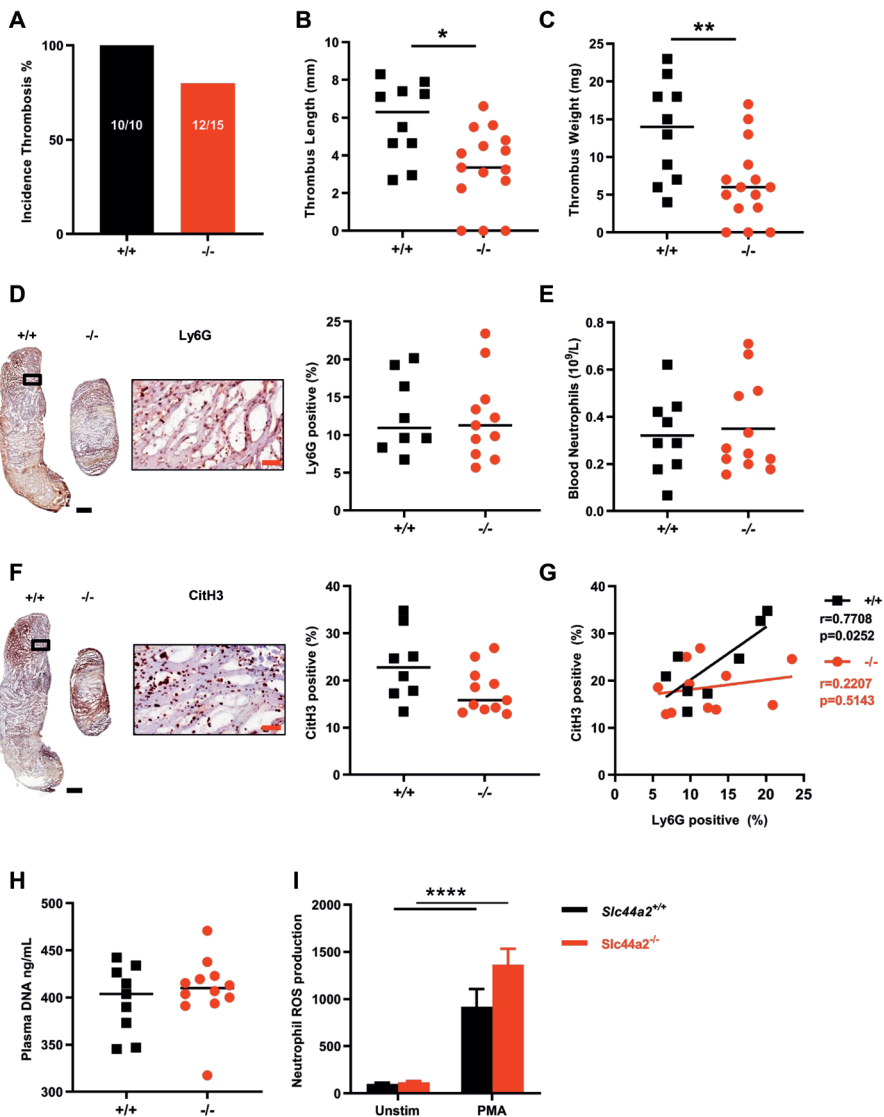 A
Incidence Thrombosis %
100
50
0
10/10
12/15
+/+
-/-
B
Thrombus Length (mm)
*
10
8
6
4
2
0
+/+
-/-
C
Thrombus Weight (mg)
**
25
20
15
10
5
0
+/+
-/-
D
+/+
-/-
Ly6G
Ly6G positive (%)
25
20
15
10
5
0
+/+
-/-
E
Blood Neutrophils (10⁹/L)
0.8
0.6
0.4
0.2
0.0
+/+
-/-
F
+/+
-/-
CitH3
CitH3 positive (%)
40
30
20
10
0
+/+
-/-
G
CitH3 positive (%)
40
30
20
10
0
0 5 10 15 20 25
Ly6G positive (%)
+/+
r=0.7708
p=0.0252
-/-
r=0.2207
p=0.5143
H
Plasma DNA ng/mL
500
450
400
350
300
+/+
-/-
I
Neutrophil ROS production
****
2000
1500
1000
500
0
Unstim PMA
Slc44a2+/+
Slc44a2-/-